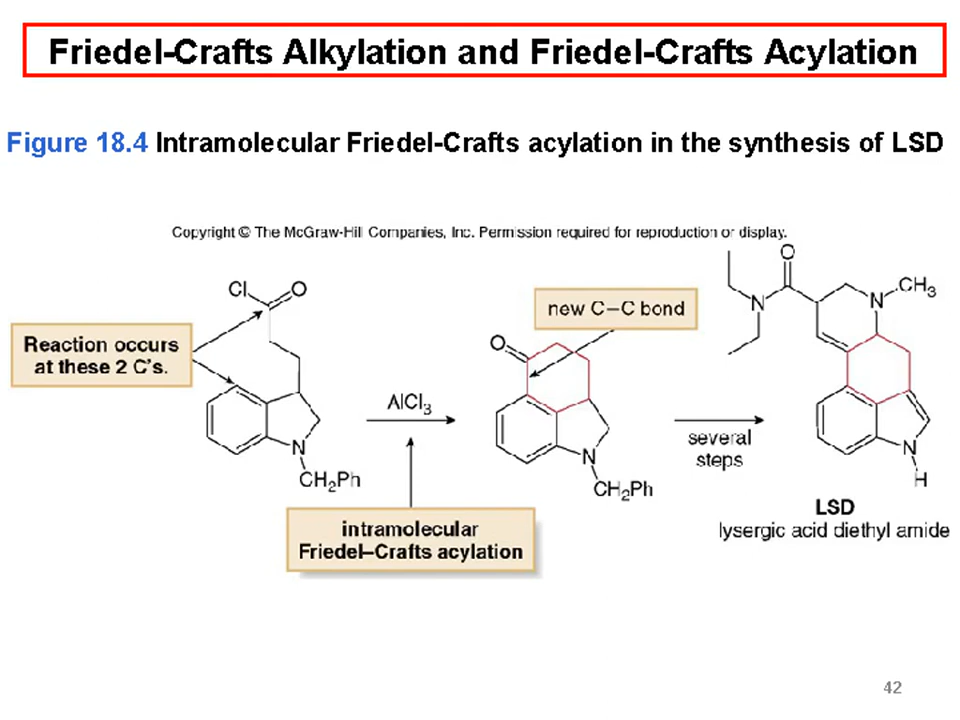 Friedel-Crafts Alkylation and Friedel-Crafts Acylation
Figure 18.4 Intramolecular Friedel-Crafts acylation in the synthesis of LSD
Copyright © The McGraw-Hill Companies, Inc. Permission required for reproduction or display.
Cl
O
Reaction occurs
at these 2 C's.
N
CH₂Ph
AlCl₃
intramolecular
Friedel–Crafts acylation
new C–C bond
O
N
CH₂Ph
several
steps
O
N
N
CH₃
N
H
LSD
lysergic acid diethyl amide
42